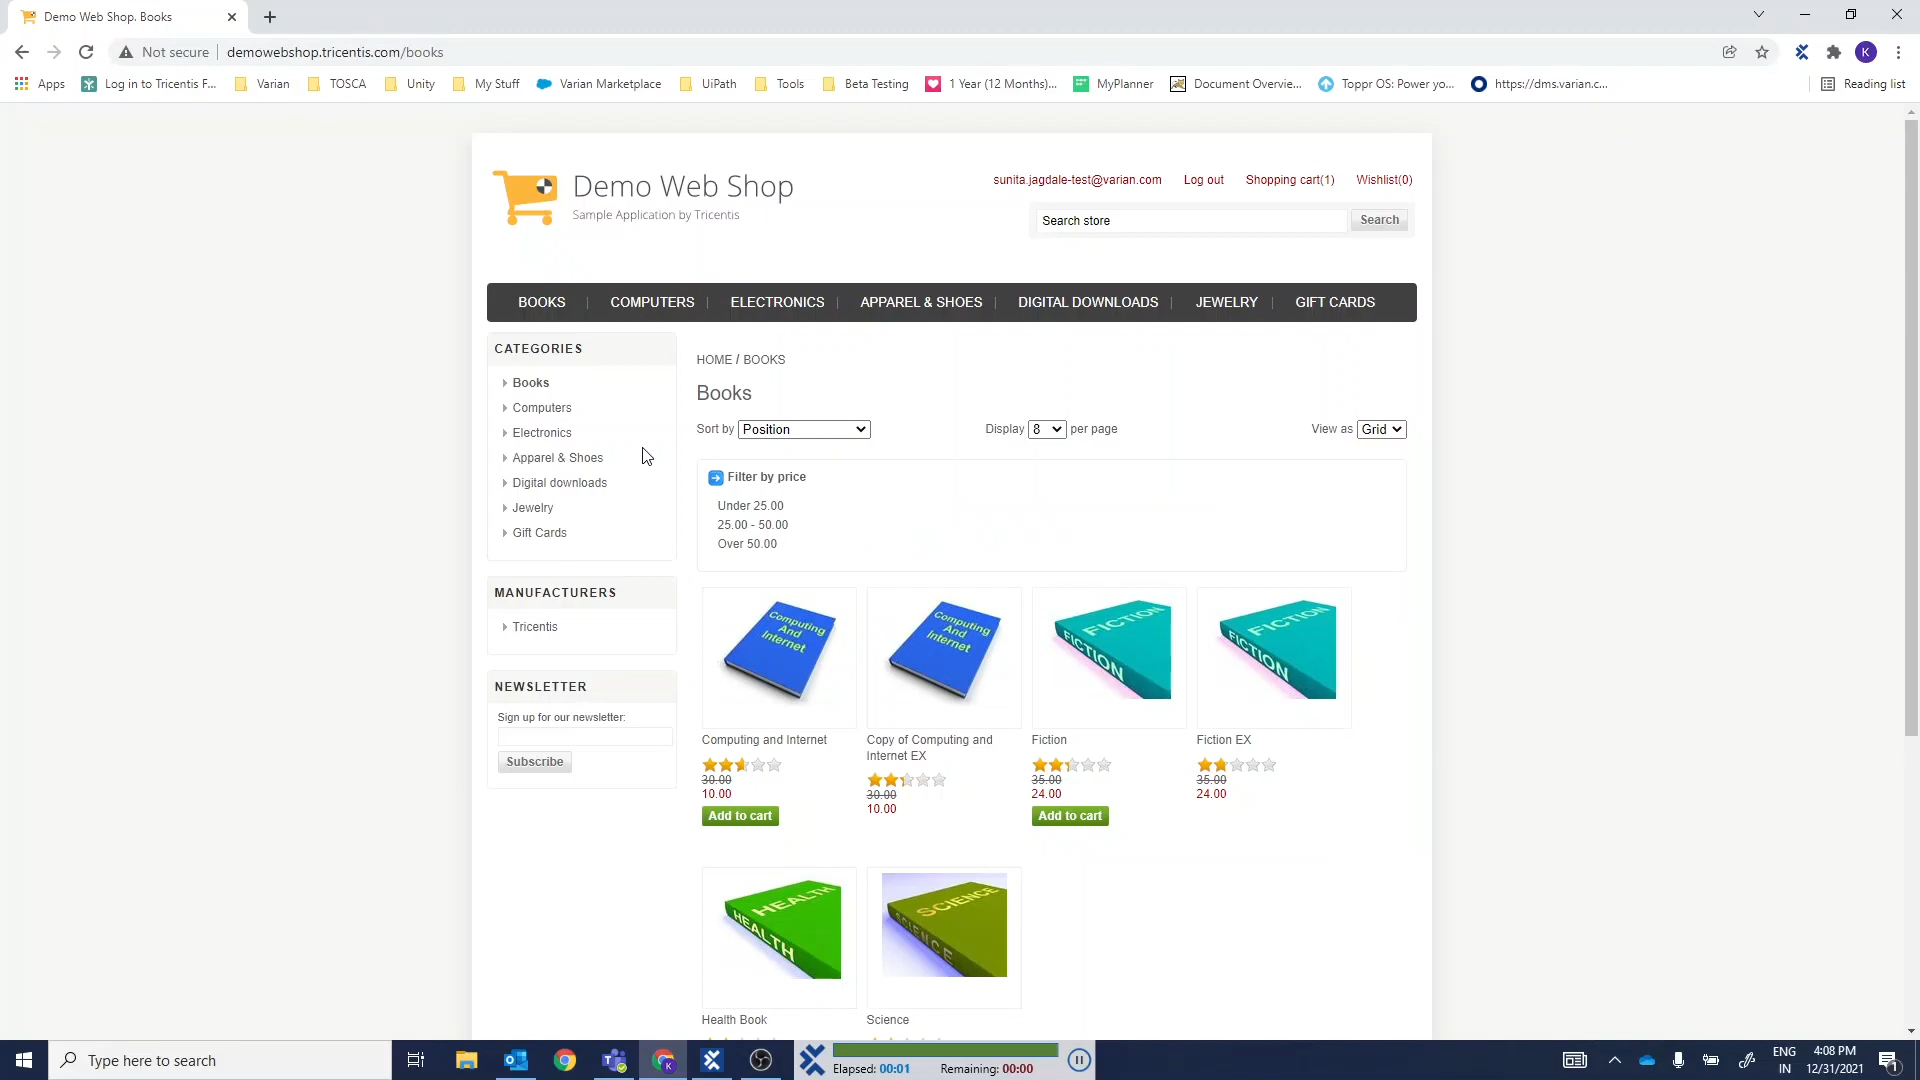 Demo Web Shop. Books
Not secure
demowebshop.tricentis.com/books
K
Apps
Log in to Tricentis F...
Varian
TOSCA
Unity
My Stuff
Varian Marketplace
UiPath
Tools
Beta Testing
1 Year (12 Months)...
MyPlanner
Document Overvie...
Toppr OS: Power yo...
https://dms.varian.c...
Reading list
Demo Web Shop
Sample Application by Tricentis
sunita.jagdale-test@varian.com
Log out
Shopping cart(1)
Wishlist(0)
Search store
Search
BOOKS
COMPUTERS
ELECTRONICS
APPAREL & SHOES
DIGITAL DOWNLOADS
JEWELRY
GIFT CARDS
CATEGORIES
Books
Computers
Electronics
Apparel & Shoes
Digital downloads
Jewelry
Gift Cards
MANUFACTURERS
Tricentis
NEWSLETTER
Sign up for our newsletter:
Subscribe
HOME / BOOKS
Books
Sort by Position
Display 8 per page
View as Grid
Filter by price
Under 25.00
25.00 - 50.00
Over 50.00
Computing
And
Internet
Computing and Internet
30.00
10.00
Add to cart
Computing
And
Internet
Copy of Computing and
Internet EX
30.00
10.00
FICTION
FICTION
Fiction
35.00
24.00
Add to cart
FICTION
FICTION
Fiction EX
35.00
24.00
HEALTH
HEALTH
Health Book
SCIENCE
SCIENCE
Science
Type here to search
Elapsed: 00:01
Remaining: 00:00
ENG
IN
4:08 PM
12/31/2021
1